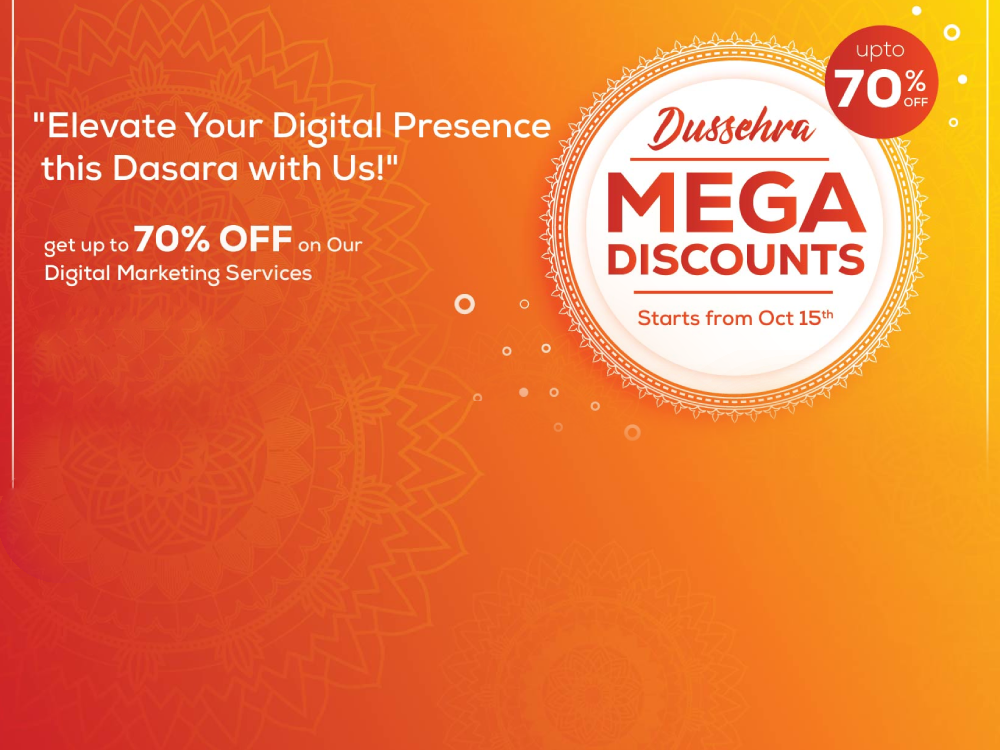 "Elevate Your Digital Presence
this Dasara with Us!"
get up to 70% OFF on Our
Digital Marketing Services
upto
70%
OFF
Dussehra
MEGA
DISCOUNTS
Starts from Oct 15th